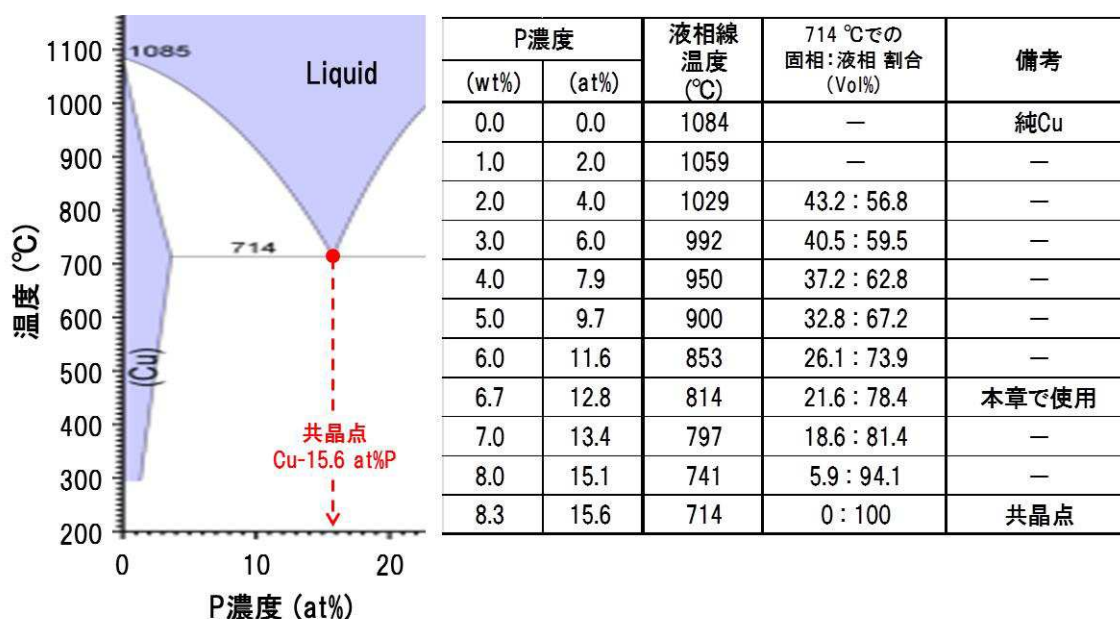 1100
1000
900
800
700
600
500
400
300
200
温度 (℃)
1085
Liquid
714
(Cu)
共晶点
Cu-15.6 at%P
0 10 20
P濃度 (at%)
P濃度 液相線温度(℃) 714 ℃での固相:液相 割合(Vol%) 備考
(wt%) (at%)
0.0 0.0 1084 — 純Cu
1.0 2.0 1059 — —
2.0 4.0 1029 43.2:56.8 —
3.0 6.0 992 40.5:59.5 —
4.0 7.9 950 37.2:62.8 —
5.0 9.7 900 32.8:67.2 —
6.0 11.6 853 26.1:73.9 —
6.7 12.8 814 21.6:78.4 本章で使用
7.0 13.4 797 18.6:81.4 —
8.0 15.1 741 5.9:94.1 —
8.3 15.6 714 0:100 共晶点